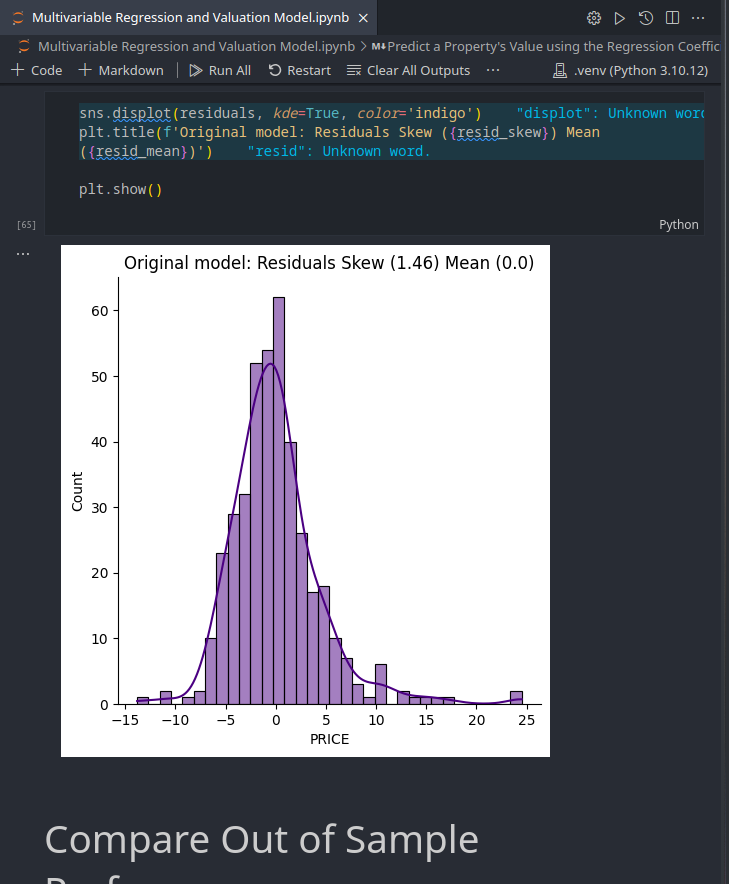 Multivariable Regression and Valuation Model.ipynb
Multivariable Regression and Valuation Model.ipynb > M↓Predict a Property's Value using the Regression Coeffic
+ Code + Markdown Run All Restart Clear All Outputs ... .venv (Python 3.10.12)
sns.displot(residuals, kde=True, color='indigo') "displot": Unknown word
plt.title(f'Original model: Residuals Skew ({resid_skew}) Mean
({resid_mean})') "resid": Unknown word.
plt.show()
[65]
Python
...
Original model: Residuals Skew (1.46) Mean (0.0)
60
50
40
30
20
10
0
Count
−15 −10 −5 0 5 10 15 20 25
PRICE
Compare Out of Sample